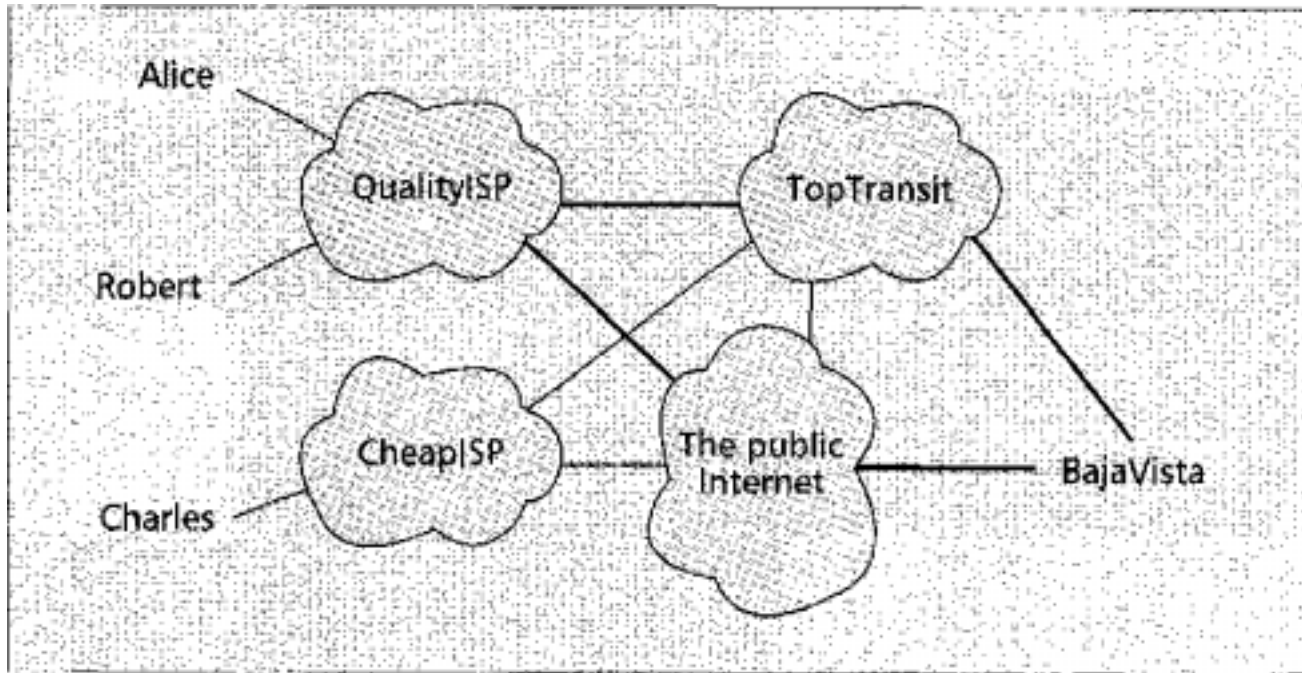 Alice
QualityISP
TopTransit
Robert
CheapISP
The public
Internet
BajaVista
Charles